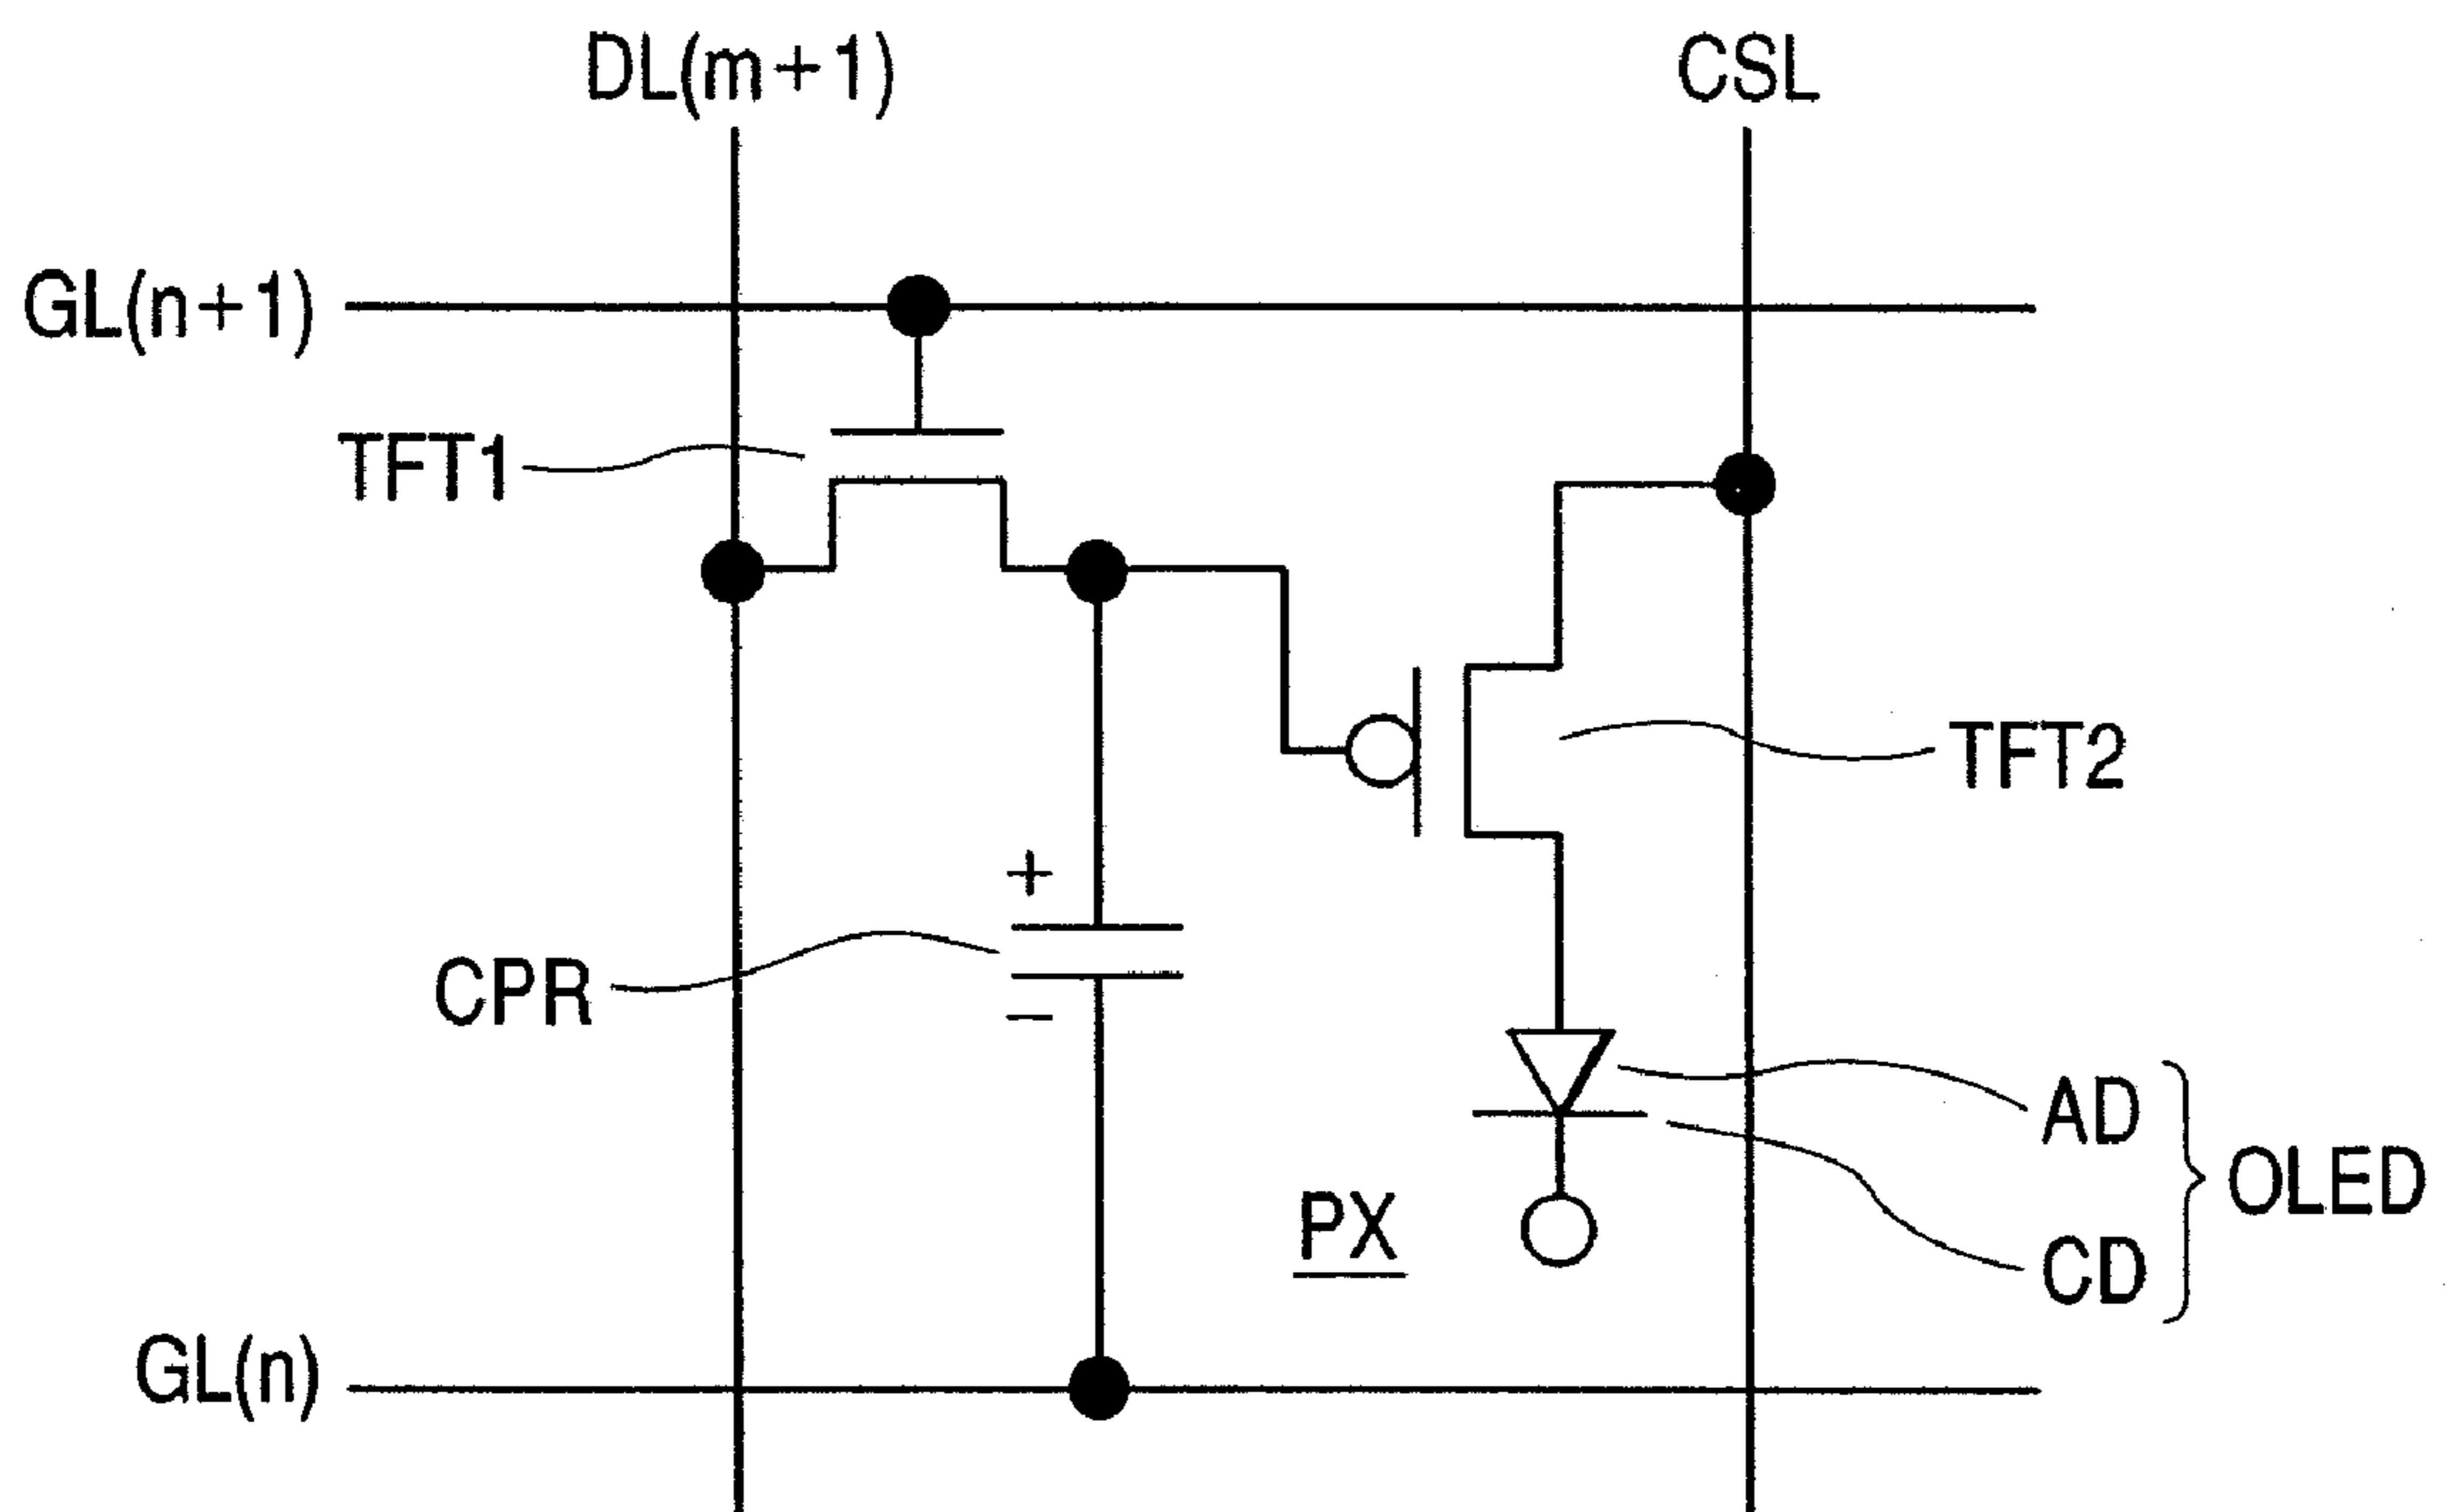 DL(m+1)
CSL
GL(n+1)
TFT1
TFT2
+
CPR
−
AD
OLED
PX
CD
GL(n)